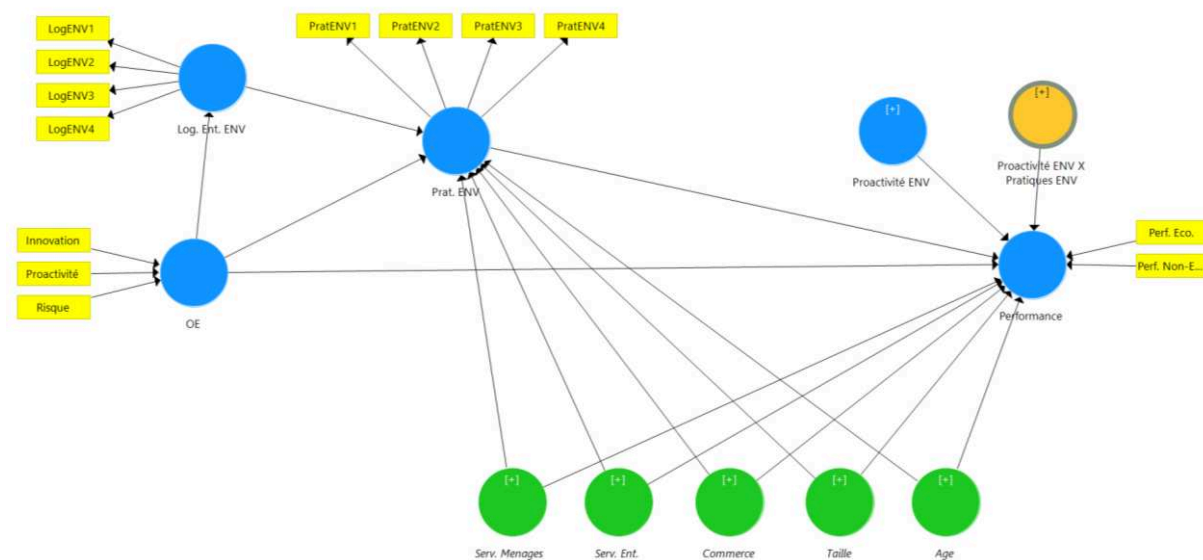 LogENV1
LogENV2
LogENV3
LogENV4
Log. Ent. ENV
PratENV1
PratENV2
PratENV3
PratENV4
Prat. ENV
[+]
Proactivité ENV
[+]
Proactivité ENV X
Pratiques ENV
Innovation
Proactivité
Risque
OE
Perf. Eco.
Perf. Non-E...
Performance
[+]
[+]
[+]
[+]
[+]
Serv. Menages
Serv. Ent.
Commerce
Taille
Age